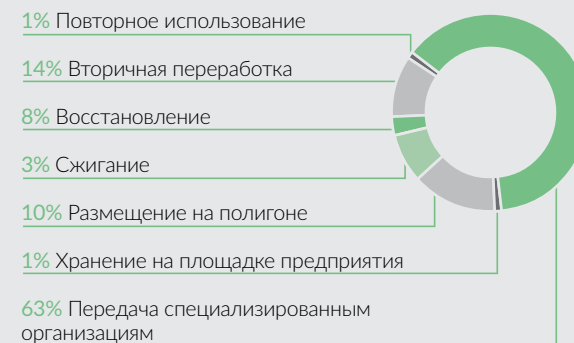 1% Повторное использование
14% Вторичная переработка
8% Восстановление
3% Сжигание
10% Размещение на полигоне
1% Хранение на площадке предприятия
63% Передача специализированным
организациям